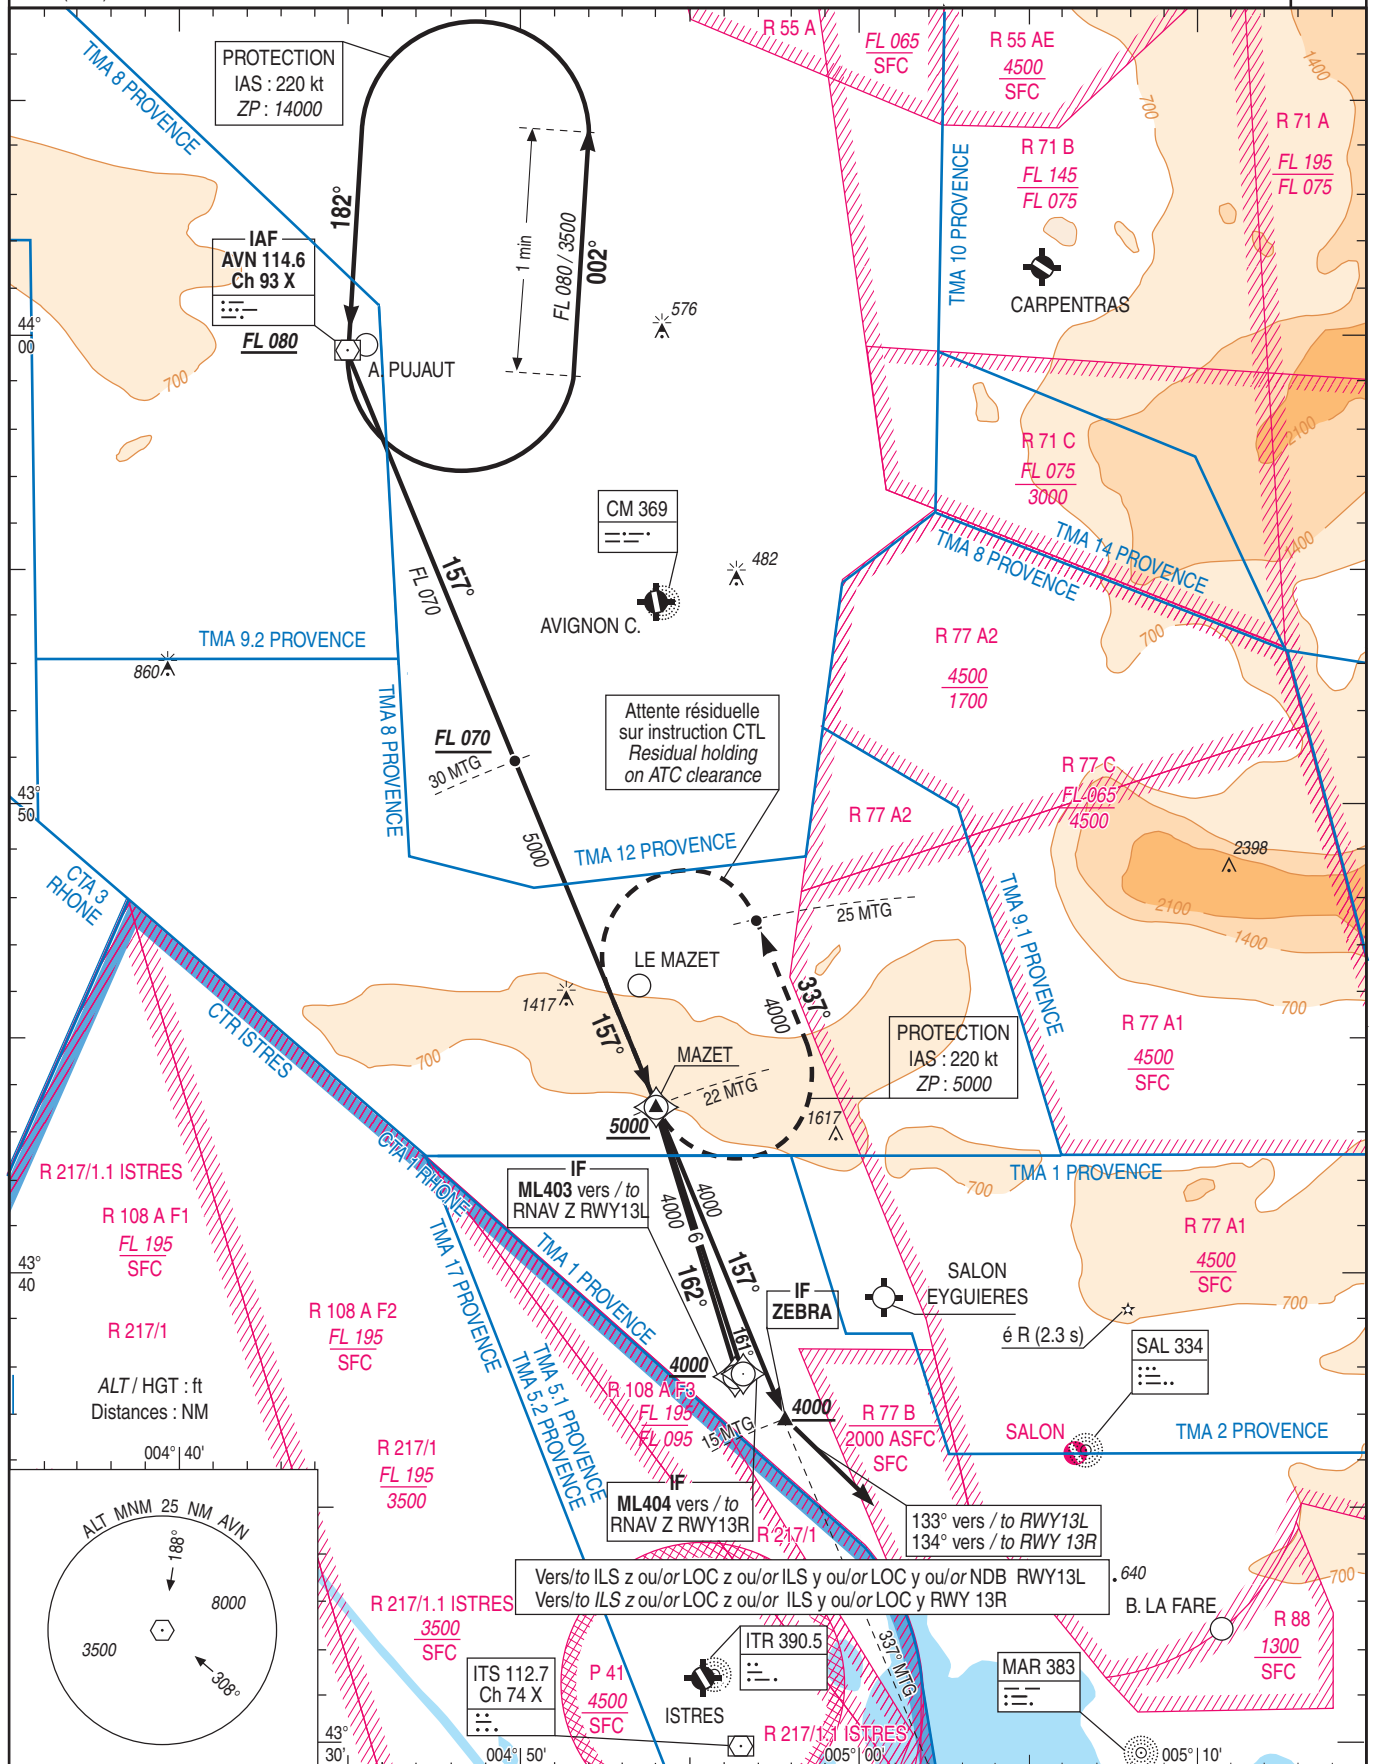 TMA 8 PROVENCE
PROTECTION
IAS : 220 kt
ZP : 14000
R 55 A
FL 065
SFC
R 55 AE
4500
SFC
1400
700
R 71 A
FL 195
FL 075
R 71 B
FL 145
FL 075
TMA 10 PROVENCE
CARPENTRAS
182°
1 min
FL 080 / 3500
002°
IAF
AVN 114.6
Ch 93 X
FL 080
A. PUJAUT
576
44°
00
700
R 71 C
FL 075
3000
2100
1400
CM 369
482
AVIGNON C.
TMA 14 PROVENCE
TMA 8 PROVENCE
157°
FL 070
TMA 9.2 PROVENCE
860
TMA 8 PROVENCE
R 77 A2
4500
1700
700
Attente résiduelle
sur instruction CTL
Residual holding
on ATC clearance
FL 070
30 MTG
R 77 C
FL 065
4500
43°
50'
R 77 A2
5000
TMA 12 PROVENCE
2398
2100
1400
700
CTA 3
RHONE
25 MTG
TMA 9.1 PROVENCE
LE MAZET
1417
337°
4000
157°
CTR ISTRES
700
MAZET
22 MTG
PROTECTION
IAS : 220 kt
ZP : 5000
R 77 A1
4500
SFC
5000
1617
CTA 1 RHONE
TMA 1 PROVENCE
700
R 217/1.1 ISTRES
IF
ML403 vers / to
RNAV Z RWY13L
4000
4000
6
162°
157°
161°
R 108 A F1
FL 195
SFC
TMA 17 PROVENCE
TMA 1 PROVENCE
R 77 A1
4500
SFC
700
43°
40
SALON
EYGUIERES
IF
ZEBRA
é R (2.3 s)
R 108 A F2
FL 195
SFC
R 217/1
SAL 334
4000
4000
TMA 5.1 PROVENCE
TMA 5.2 PROVENCE
R 108 A F3
FL 195
FL 095
15 MTG
ALT / HGT : ft
Distances : NM
R 77 B
2000 ASFC
SFC
SALON
TMA 2 PROVENCE
004° 40'
R 217/1
FL 195
3500
IF
ML404 vers / to
RNAV Z RWY13R
R 217/1
133° vers / to RWY13L
134° vers / to RWY 13R
ALT MNM 25 NM AVN
188°
8000
3500
308°
Vers/to ILS z ou/or LOC z ou/or ILS y ou/or LOC y ou/or NDB RWY13L
Vers/to ILS z ou/or LOC z ou/or ILS y ou/or LOC y RWY 13R
640
700
R 217/1.1 ISTRES
3500
SFC
B. LA FARE
R 88
1300
SFC
ITR 390.5
337° MTG
ITS 112.7
Ch 74 X
P 41
4500
SFC
MAR 383
ISTRES
R 217/1.1 ISTRES
43°
30'
004° 50'
005° 00'
005° 10'